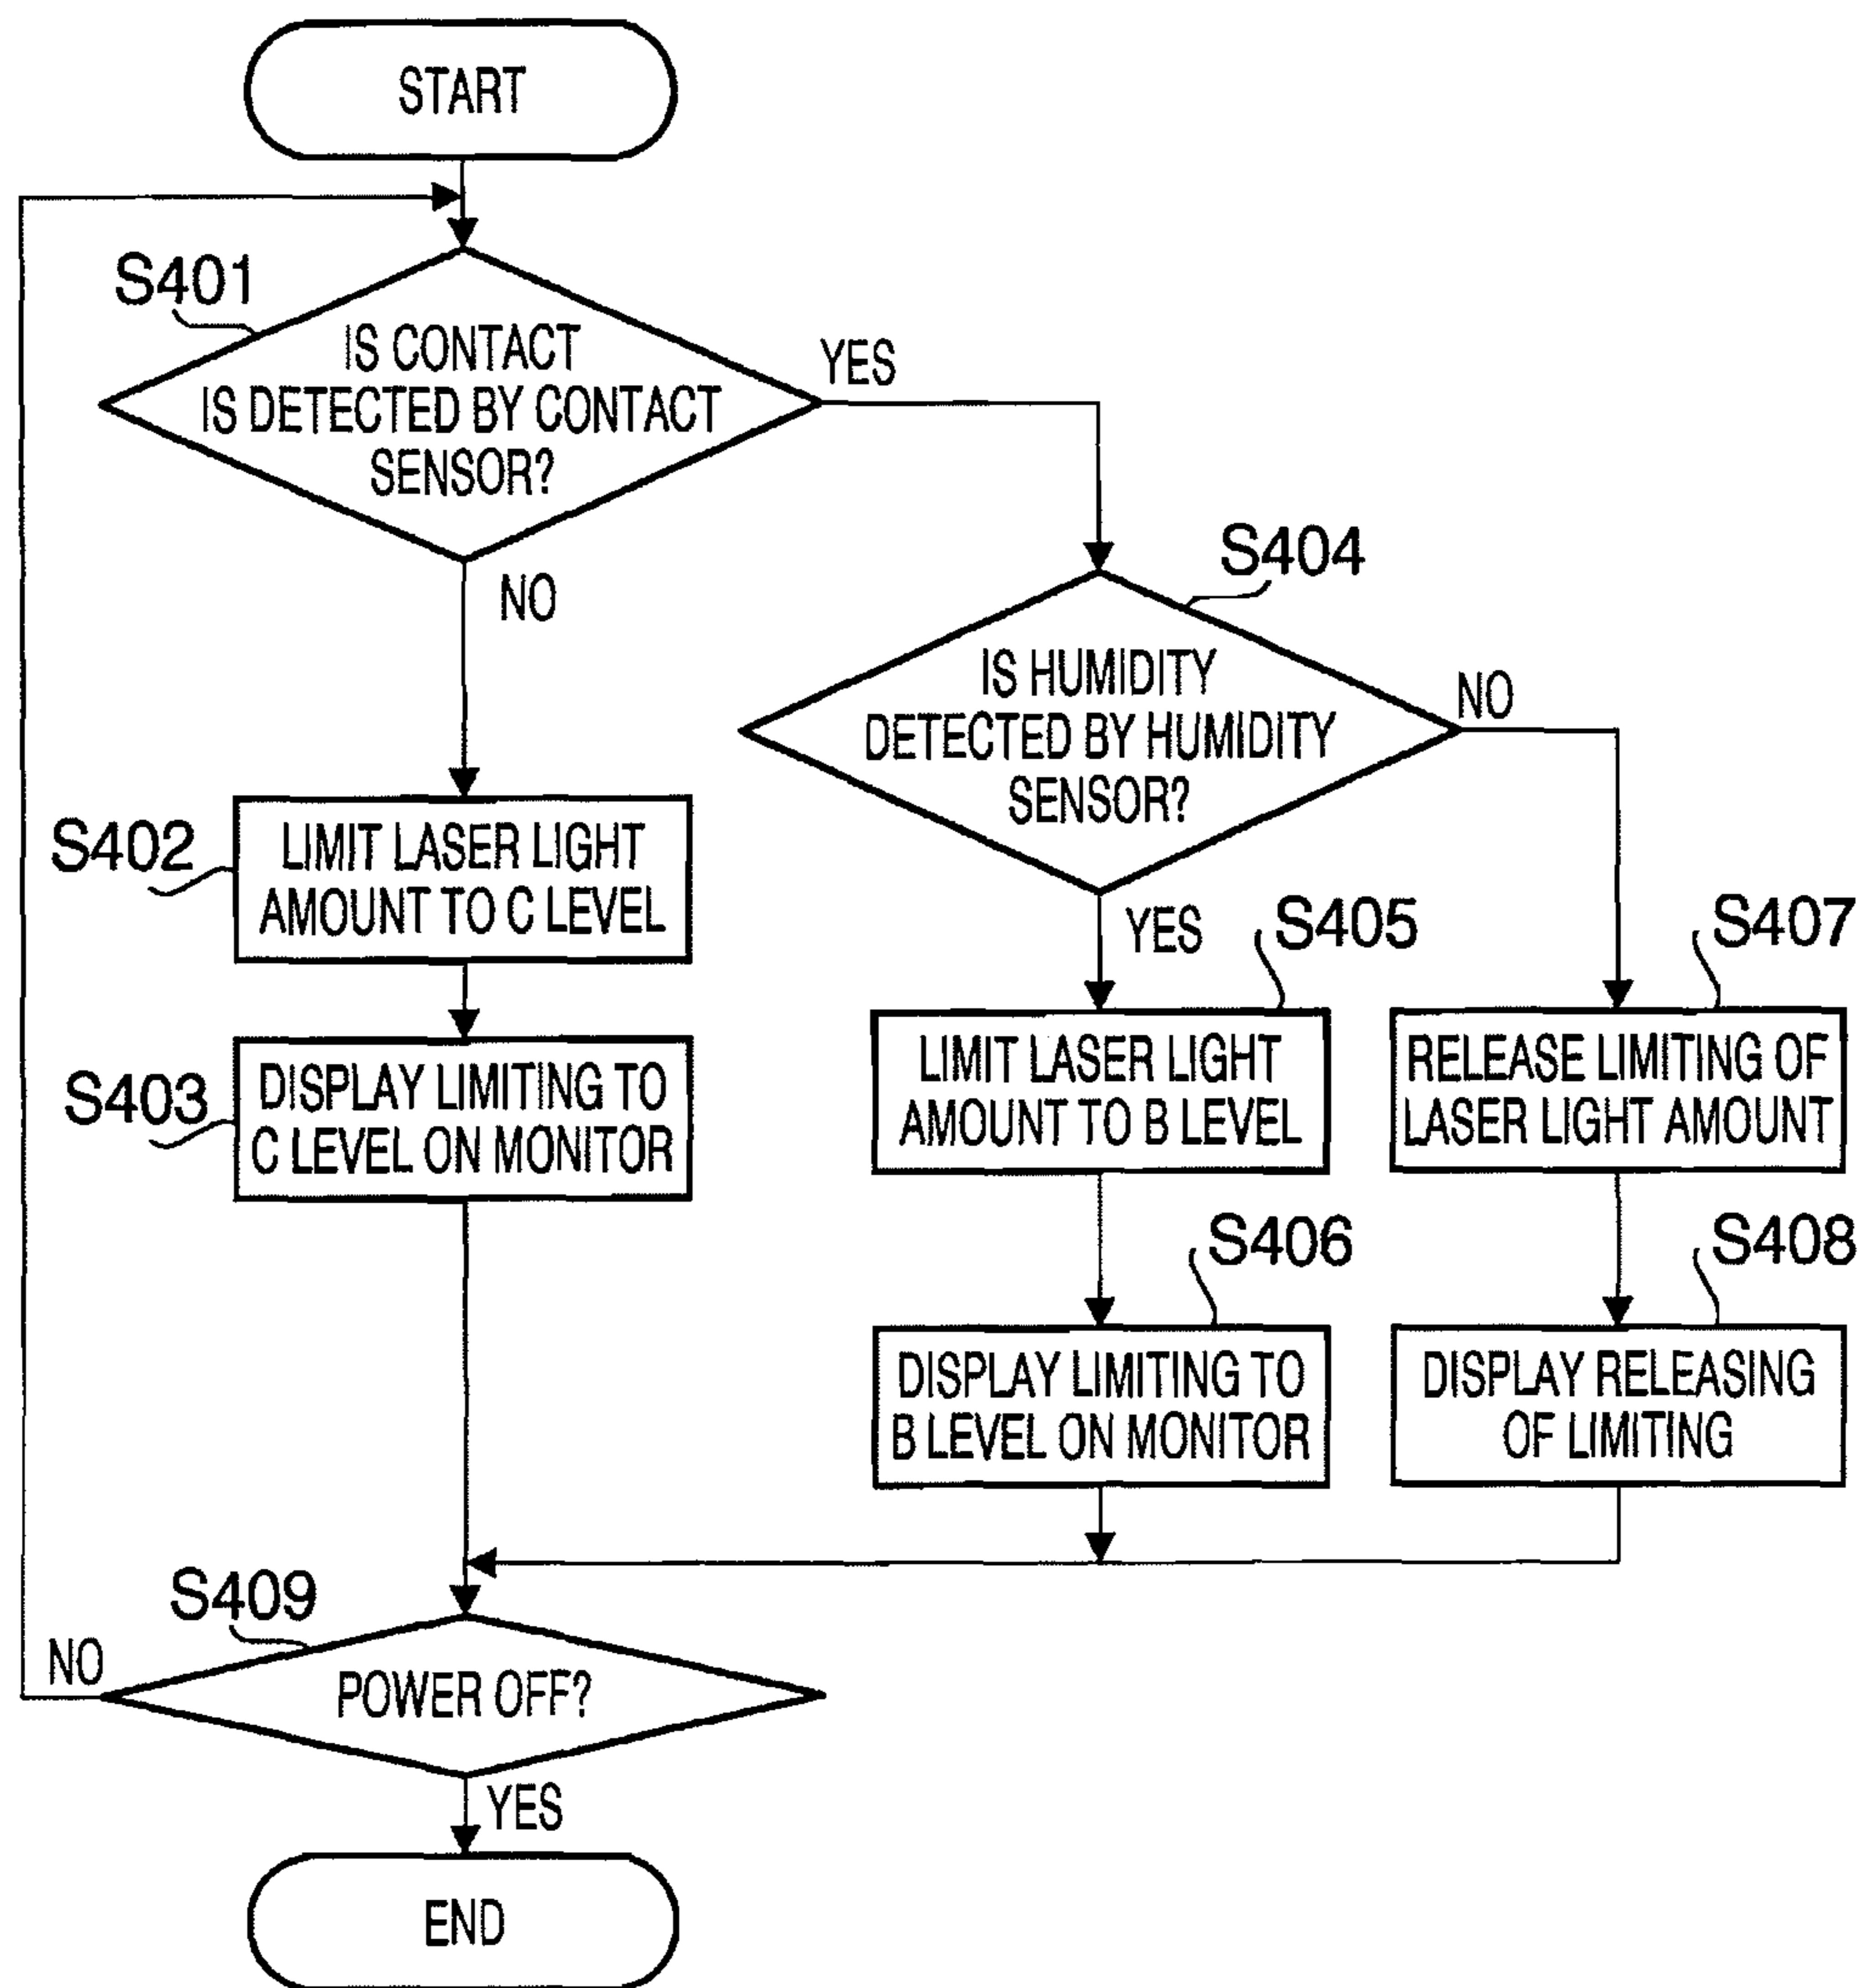 START
S401
IS CONTACT
IS DETECTED BY CONTACT
SENSOR?
YES
NO
S404
IS HUMIDITY
DETECTED BY HUMIDITY
SENSOR?
NO
YES
S402
LIMIT LASER LIGHT
AMOUNT TO C LEVEL
S403
DISPLAY LIMITING TO
C LEVEL ON MONITOR
S405
LIMIT LASER LIGHT
AMOUNT TO B LEVEL
S407
RELEASE LIMITING OF
LASER LIGHT AMOUNT
S406
DISPLAY LIMITING TO
B LEVEL ON MONITOR
S408
DISPLAY RELEASING
OF LIMITING
S409
NO
POWER OFF?
YES
END